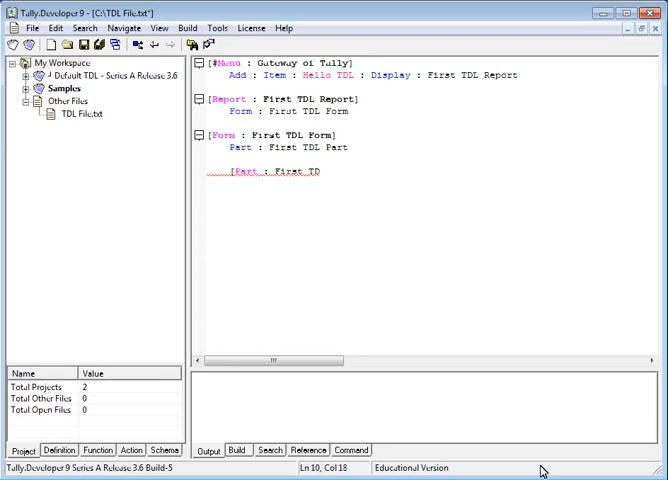 Tally.Developer 9 - [C:\TDL File.txt*]
File Edit Search Navigate View Build Tools License Help
My Workspace
Default TDL - Series A Release 3.6
Samples
Other Files
TDL File.txt
[#Menu : Gateway of Tally]
Add : Item : Hello TDL : Display : First TDL Report
[Report : First TDL Report]
Form : First TDL Form
[Form : First TDL Form]
Part : First TDL Part
[Part : First TD
Name Value
Total Projects 2
Total Other Files 0
Total Open Files 0
Project Definition Function Action Schema
Output Build Search Reference Command
Tally.Developer 9 Series A Release 3.6 Build-5 Ln 10, Col 18 Educational Version